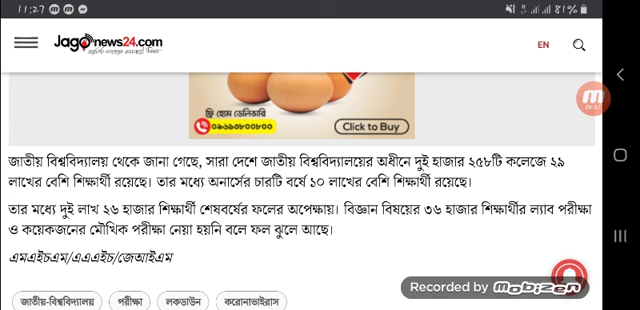 11:27
81%
Jagonews24.com
EN
ফ্রি হোম ডেলিভারি
০৯৬১৩৮০০৮০০
Click to Buy
জাতীয় বিশ্ববিদ্যালয় থেকে জানা গেছে, সারা দেশে জাতীয় বিশ্ববিদ্যালয়ের অধীনে দুই হাজার ২৫৮টি কলেজে ২৯
লাখের বেশি শিক্ষার্থী রয়েছে। তার মধ্যে অনার্সের চারটি বর্ষে ১০ লাখের বেশি শিক্ষার্থী রয়েছে।
তার মধ্যে দুই লাখ ২৬ হাজার শিক্ষার্থী শেষবর্ষের ফলের অপেক্ষায়। বিজ্ঞান বিষয়ের ৩৬ হাজার শিক্ষার্থীর ল্যাব পরীক্ষা
ও কয়েকজনের মৌখিক পরীক্ষা নেয়া হয়নি বলে ফল ঝুলে আছে।
এমএইচএম/এএএইচ/জেআইএম
Recorded by Mobizen
জাতীয়-বিশ্ববিদ্যালয় পরীক্ষা লকডাউন করোনাভাইরাস